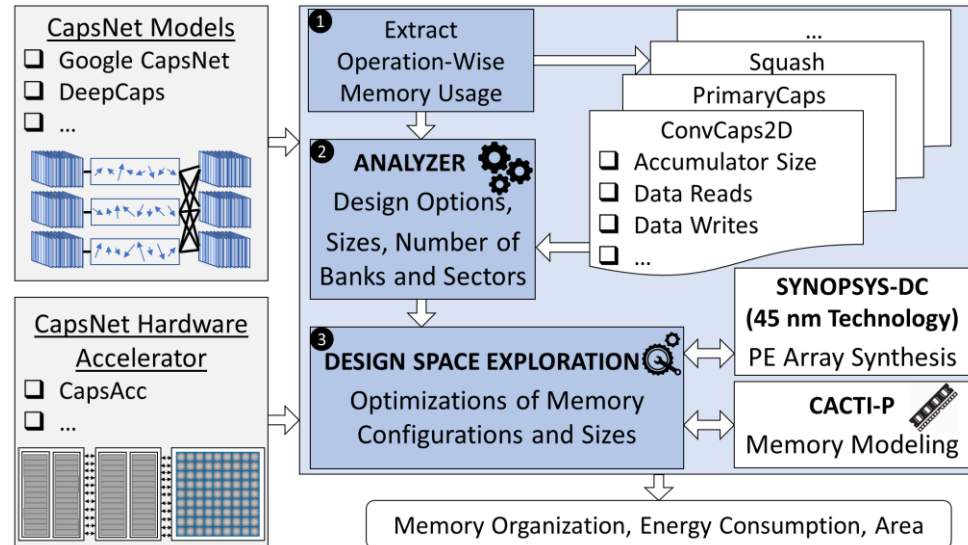 CapsNet Models
❑ Google CapsNet
❑ DeepCaps
❑ ...
CapsNet Hardware
Accelerator
❑ CapsAcc
❑ ...
1
Extract
Operation-Wise
Memory Usage
...
Squash
PrimaryCaps
ConvCaps2D
❑ Accumulator Size
❑ Data Reads
❑ Data Writes
❑ ...
2
ANALYZER
Design Options,
Sizes, Number of
Banks and Sectors
3
DESIGN SPACE EXPLORATION
Optimizations of Memory
Configurations and Sizes
SYNOPSYS-DC
(45 nm Technology)
PE Array Synthesis
CACTI-P
Memory Modeling
Memory Organization, Energy Consumption, Area